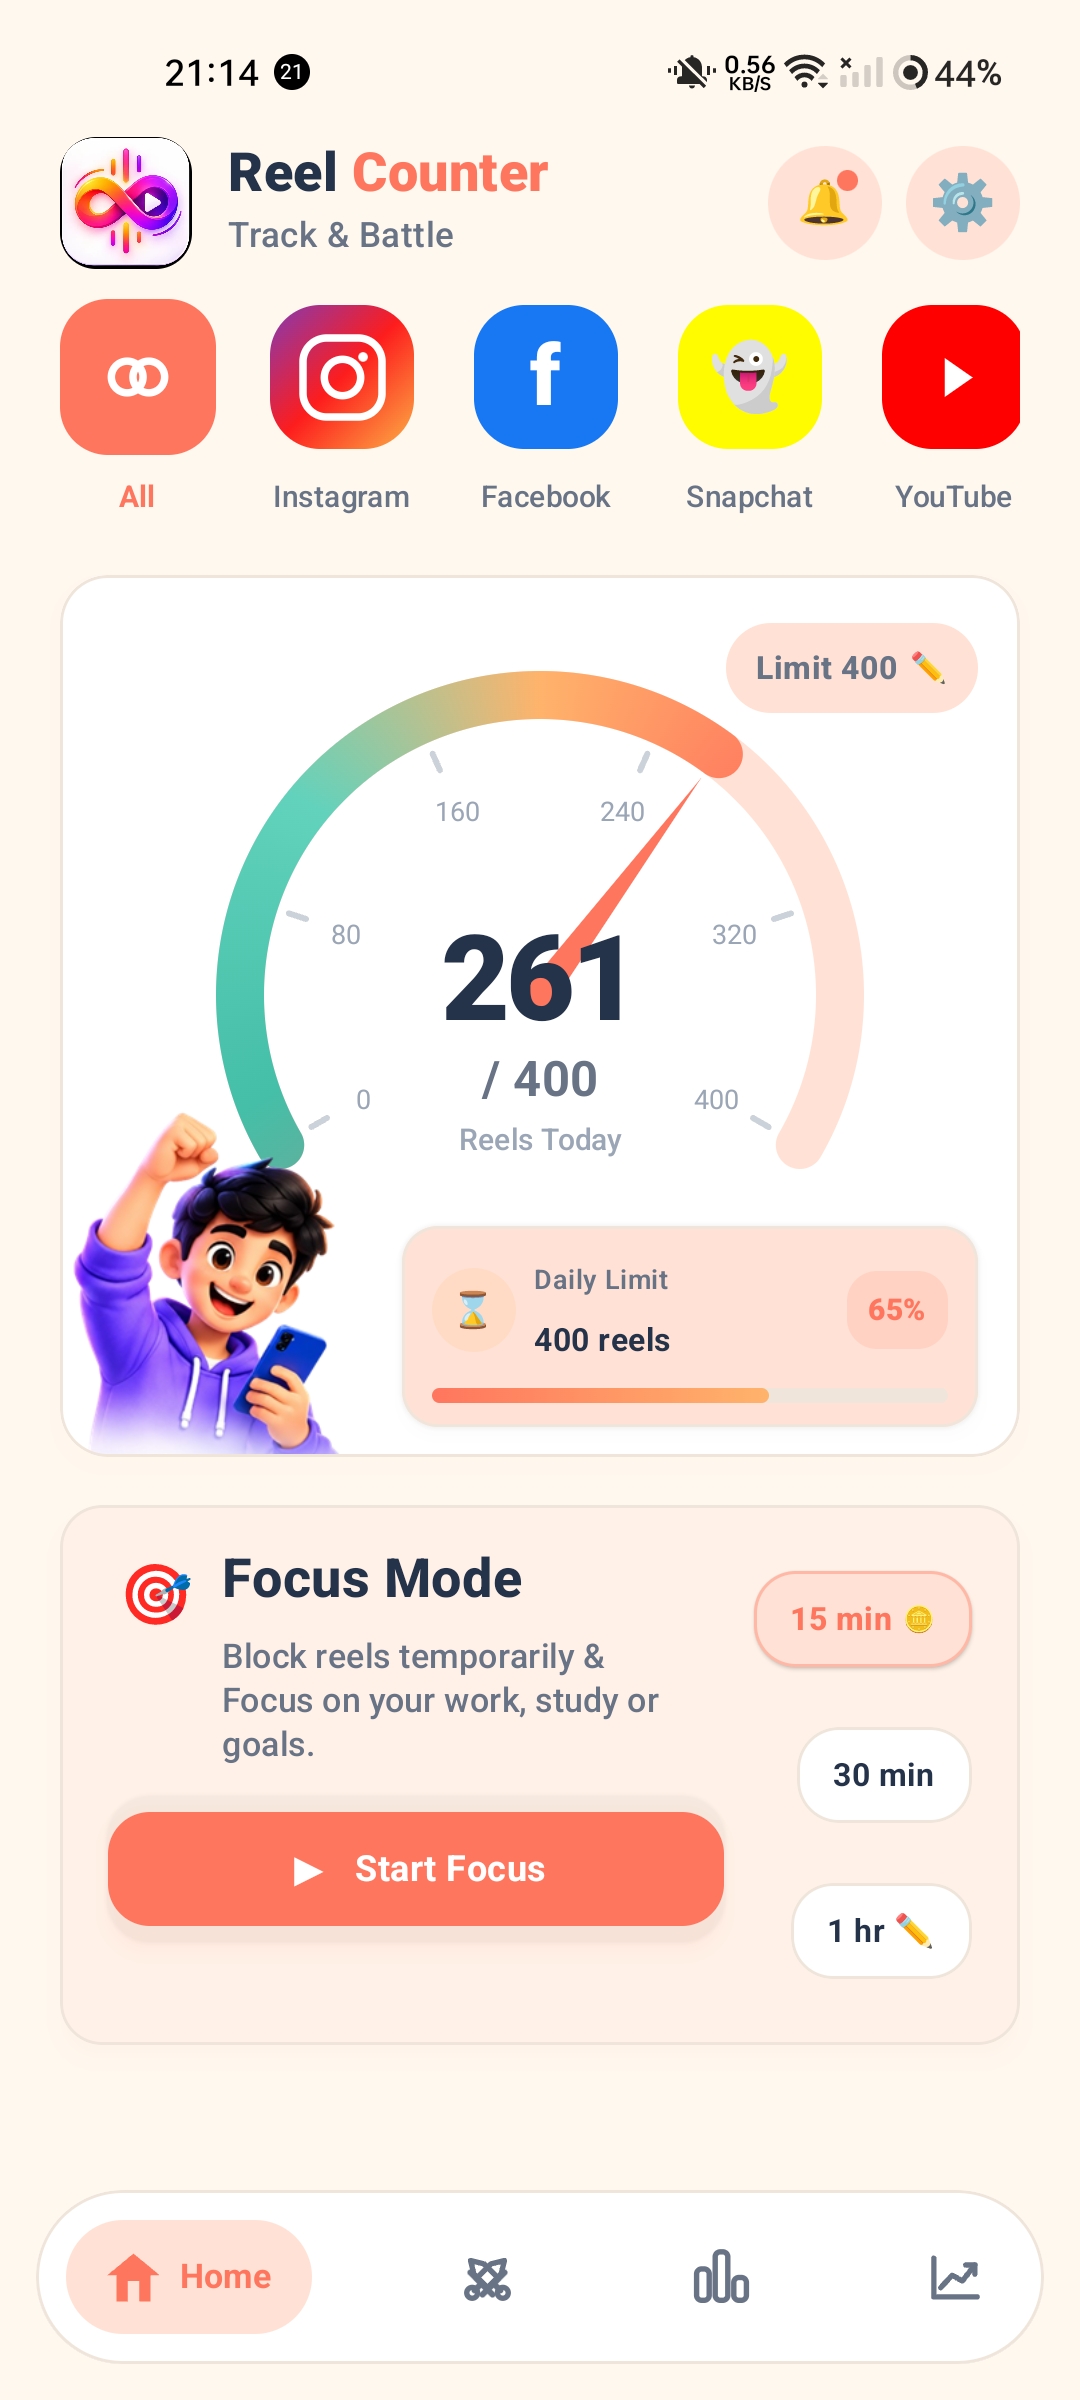 21:14 21 0.56 KB/S 44%
Reel Counter
Track & Battle
All Instagram Facebook Snapchat YouTube
Limit 400
160 240
80 320
261
/ 400
0 400
Reels Today
Daily Limit
400 reels
65%
Focus Mode
Block reels temporarily &
Focus on your work, study or
goals.
15 min
30 min
Start Focus
1 hr
Home